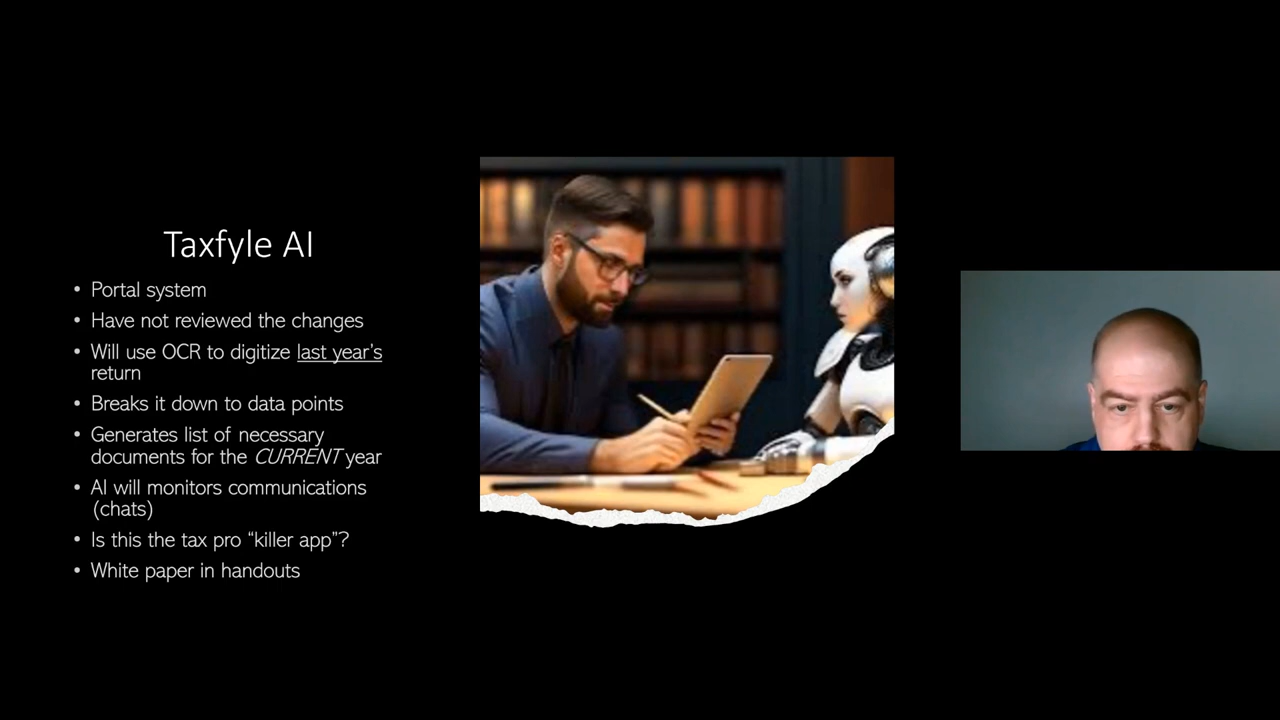 Taxfyle AI
• Portal system
• Have not reviewed the changes
• Will use OCR to digitize last year's
return
• Breaks it down to data points
• Generates list of necessary
documents for the CURRENT year
• AI will monitors communications
(chats)
• Is this the tax pro “killer app”?
• White paper in handouts